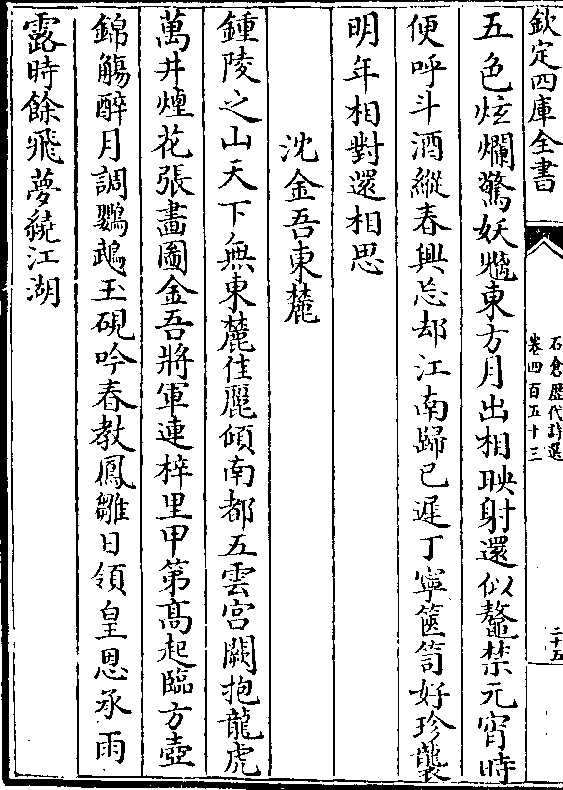 欽定四庫全書
石倉歷代詩選
卷四百五十三
二十五
五色炫爛驚妖魑東方月出相映射還似鼇禁元宵時
便呼斗酒縱春興忘却江南歸已遲丁寧篋笥好珍襲
明年相對還相思
沈金吾東麓
鍾陵之山天下無東麓佳麗傾南都五雲宫闕抱龍虎
萬井煙花張畫圖金吾將軍連梓里甲第髙起臨方壺
錦觴醉月調鸚鵡玉硯吟春教鳳雛日領皇恩承雨
露時餘飛夢繞江湖